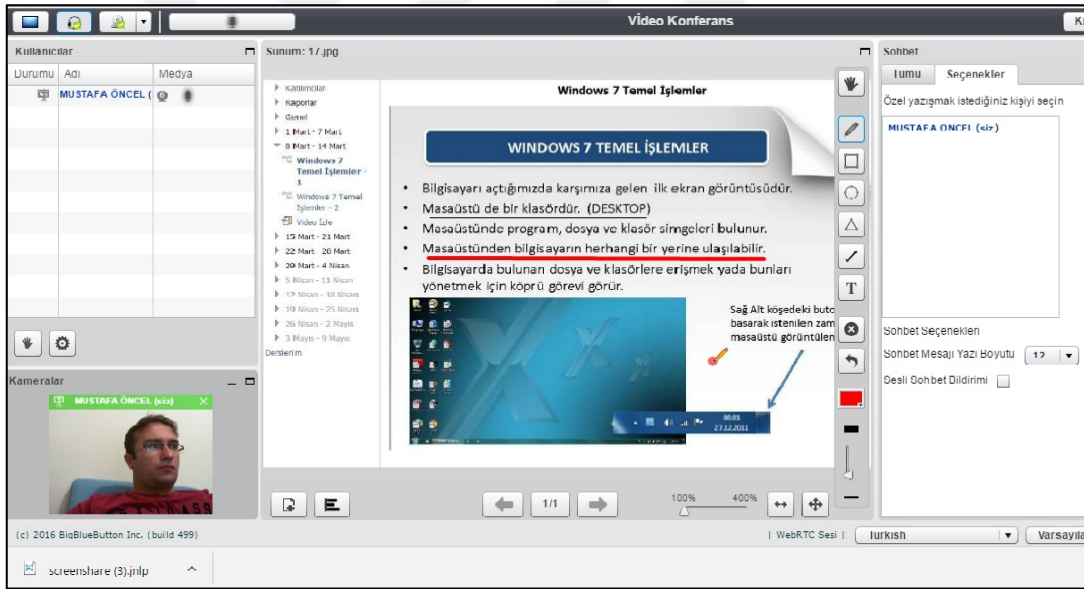 Video Konferans
Kullanıcılar
Durumu Adı Medya
MUSTAFA ÖNCEL (
Kameralar
MUSTAFA ÖNCEL (siz)
Sunum: 17.jpg
Katılımcılar
Raporlar
Genel
1 Mart - 7 Mart
8 Mart - 14 Mart
Windows 7
Temel İşlemler -
1
Windows 7 Temel
İşlemler - 2
Video İzle
15 Mart - 21 Mart
22 Mart 28 Mart
29 Mart - 4 Nisan
5 Nisan - 11 Nisan
12 Nisan - 18 Nisan
19 Nisan - 25 Nisan
26 Nisan - 2 Mayıs
3 Mayıs - 9 Mayıs
Derslerim
Windows 7 Temel İşlemler
WINDOWS 7 TEMEL İŞLEMLER
• Bilgisayarı açtığımızda karşımıza gelen ilk ekran görüntüsüdür.
• Masaüstü de bir klasördür. (DESKTOP)
• Masaüstünde program, dosya ve klasör simgeleri bulunur.
• Masaüstünden bilgisayarın herhangi bir yerine ulaşılabilir.
• Bilgisayarda bulunan dosya ve klasörlere erişmek yada bunları
yönetmek için köprü görevi görür.
Sağ Alt köşedeki buto
basarak istenilen zam
masaüstü görüntülen
00:01
27.12.2011
T
1/1
100% 400%
Sohbet
Tümü Seçenekler
Özel yazışmak istediğiniz kişiyi seçin
MUSTAFA ÖNCEL (siz)
Sohbet Seçenekleri
Sohbet Mesajı Yazı Boyutu 12
Sesli Sohbet Bildirimi
(c) 2016 BigBlueButton Inc. (build 499)
| WebRTC Sesi | Turkish Varsayıla
screenshare (3).jnlp